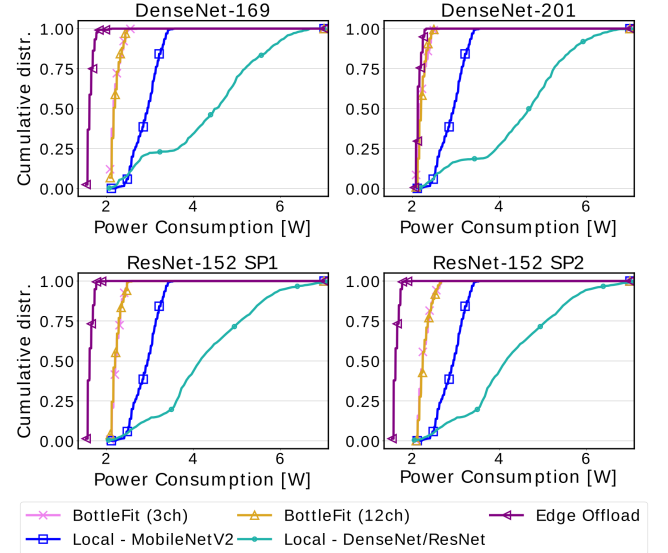 DenseNet-169
DenseNet-201
Cumulative distr.
1.00
0.75
0.50
0.25
0.00
1.00
0.75
0.50
0.25
0.00
2 4 6
2 4 6
Power Consumption [W]
Power Consumption [W]
ResNet-152 SP1
ResNet-152 SP2
Cumulative distr.
1.00
0.75
0.50
0.25
0.00
1.00
0.75
0.50
0.25
0.00
2 4 6
2 4 6
Power Consumption [W]
Power Consumption [W]
BottleFit (3ch)
BottleFit (12ch)
Edge Offload
Local - MobileNetV2
Local - DenseNet/ResNet